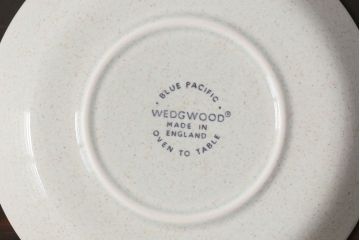 • BLUE PACIFIC •
WEDGWOOD®
MADE IN
ENGLAND
OVEN TO TABLE